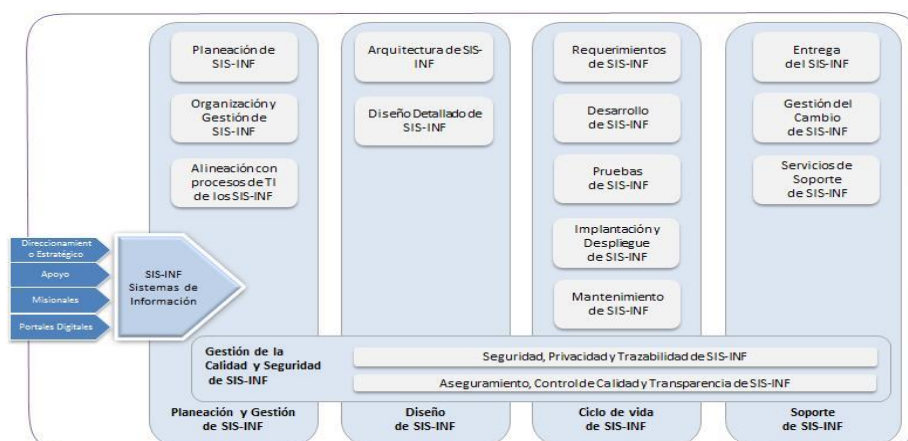 Planeación de
SIS-INF
Organización y
Gestión de
SIS-INF
Alineación con
procesos de TI
de los SIS-INF
Arquitectura de SIS-
INF
Diseño Detallado de
SIS-INF
Requerimientos
de SIS-INF
Desarrollo
de SIS-INF
Pruebas
de SIS-INF
Implantación y
Despliegue
de SIS-INF
Mantenimiento
de SIS-INF
Entrega
del SIS-INF
Gestión del
Cambio
de SIS-INF
Servicios de
Soporte
de SIS-INF
Direccionamient
o Estratégico
Apoyo
Misionales
Portales Digitales
SIS-INF
Sistemas de
Información
Gestión de la
Calidad y Seguridad
de SIS-INF
Seguridad, Privacidad y Trazabilidad de SIS-INF
Aseguramiento, Control de Calidad y Transparencia de SIS-INF
Planeación y Gestión
de SIS-INF
Diseño
de SIS-INF
Ciclo de vida
de SIS-INF
Soporte
de SIS-INF